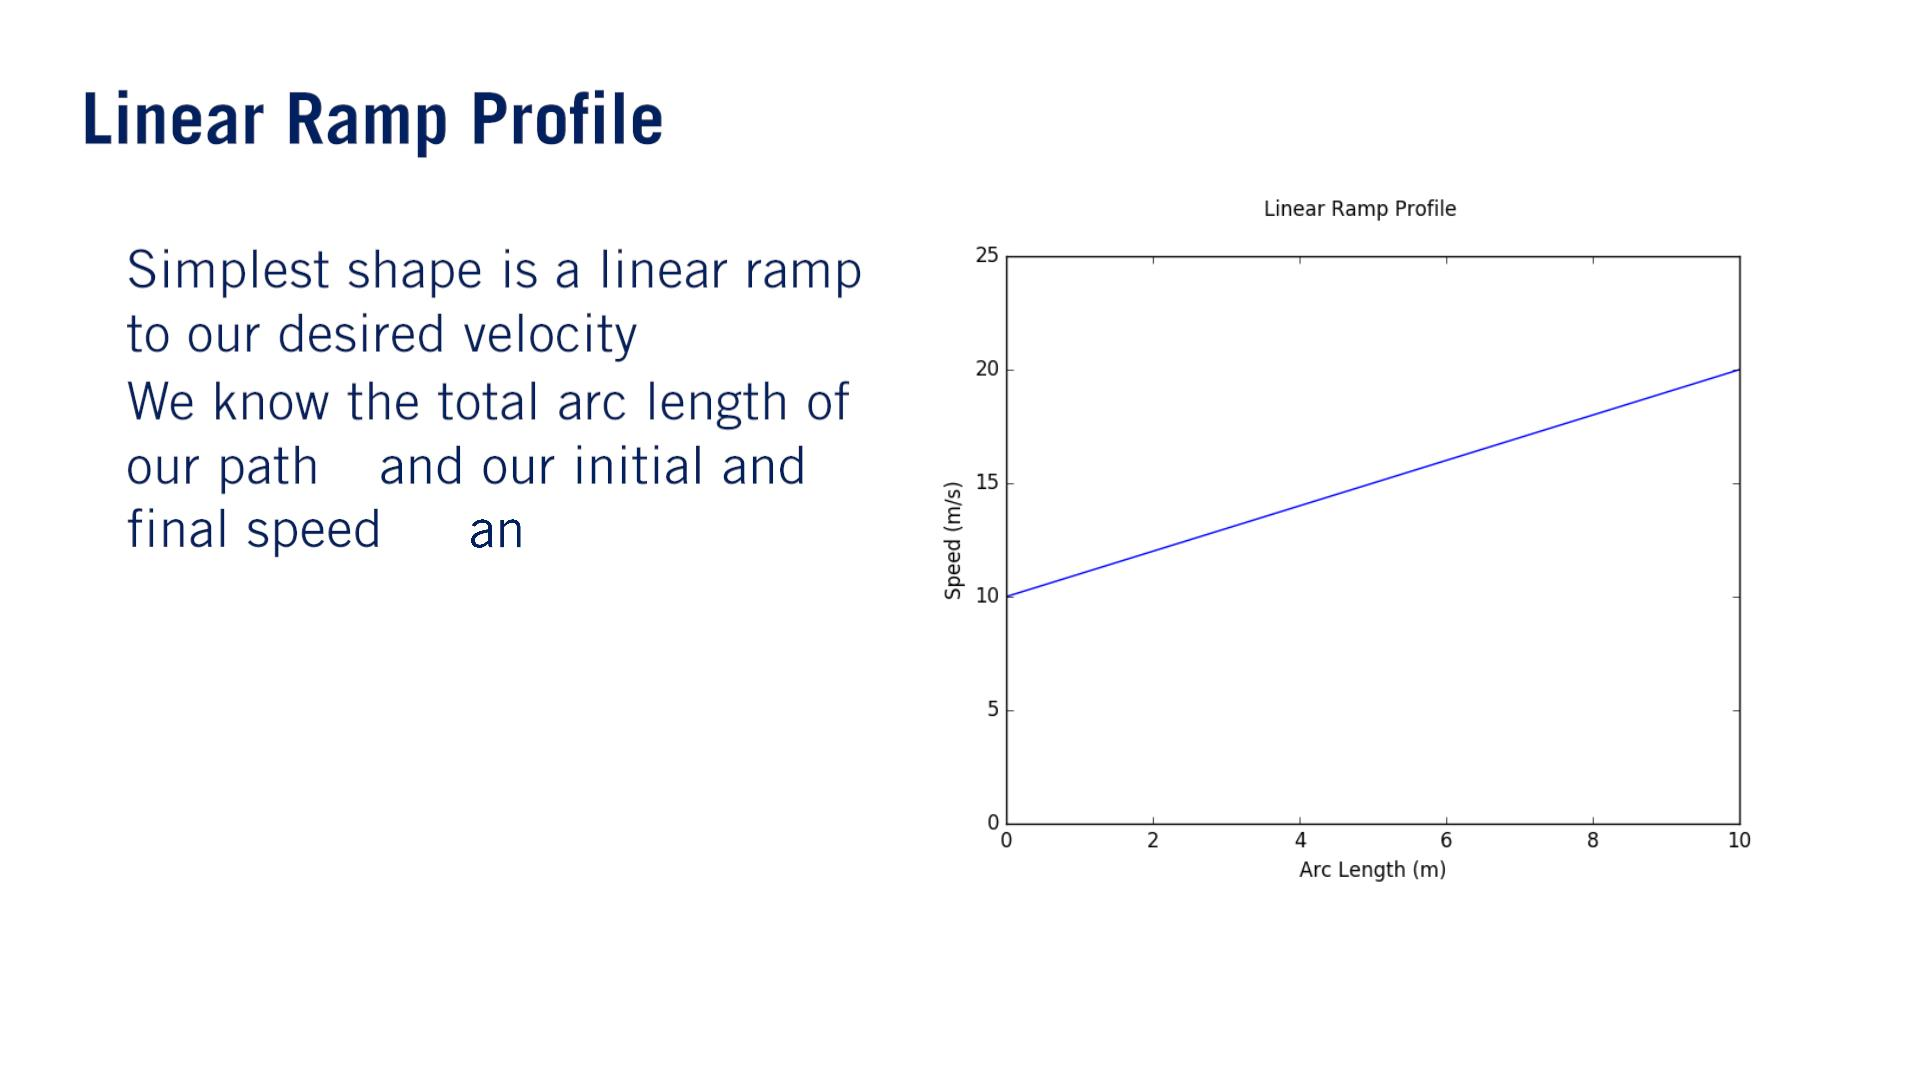 Linear Ramp Profile
Simplest shape is a linear ramp
to our desired velocity
We know the total arc length of
our path and our initial and
final speed an
Linear Ramp Profile
25
20
15
10
5
0
Speed (m/s)
0 2 4 6 8 10
Arc Length (m)